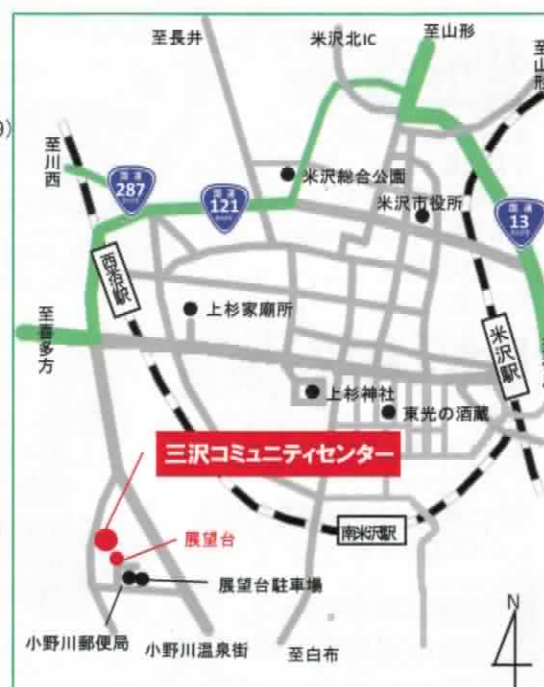 至長井
米沢北IC
至山形
至山形
9)
至川西
国道
287
国道
121
米沢総合公園
米沢市役所
国道
13
西米沢駅
上杉家廟所
至喜多方
米沢駅
上杉神社
東光の酒蔵
三沢コミュニティセンター
南米沢駅
展望台
展望台駐車場
小野川郵便局
小野川温泉街
至白布
N